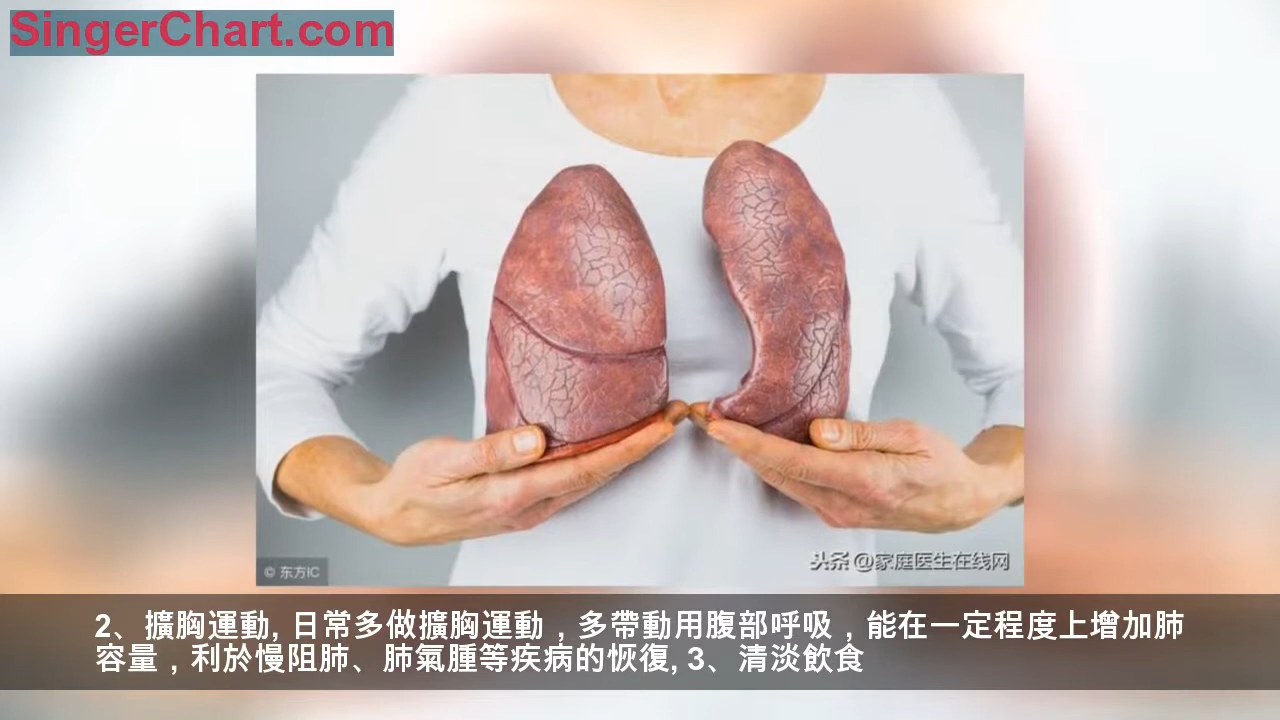 SingerChart.com
© 东方IC
头条 @家庭医生在线网
2、擴胸運動, 日常多做擴胸運動，多帶動用腹部呼吸，能在一定程度上增加肺
容量，利於慢阻肺、肺氣腫等疾病的恢復, 3、清淡飲食